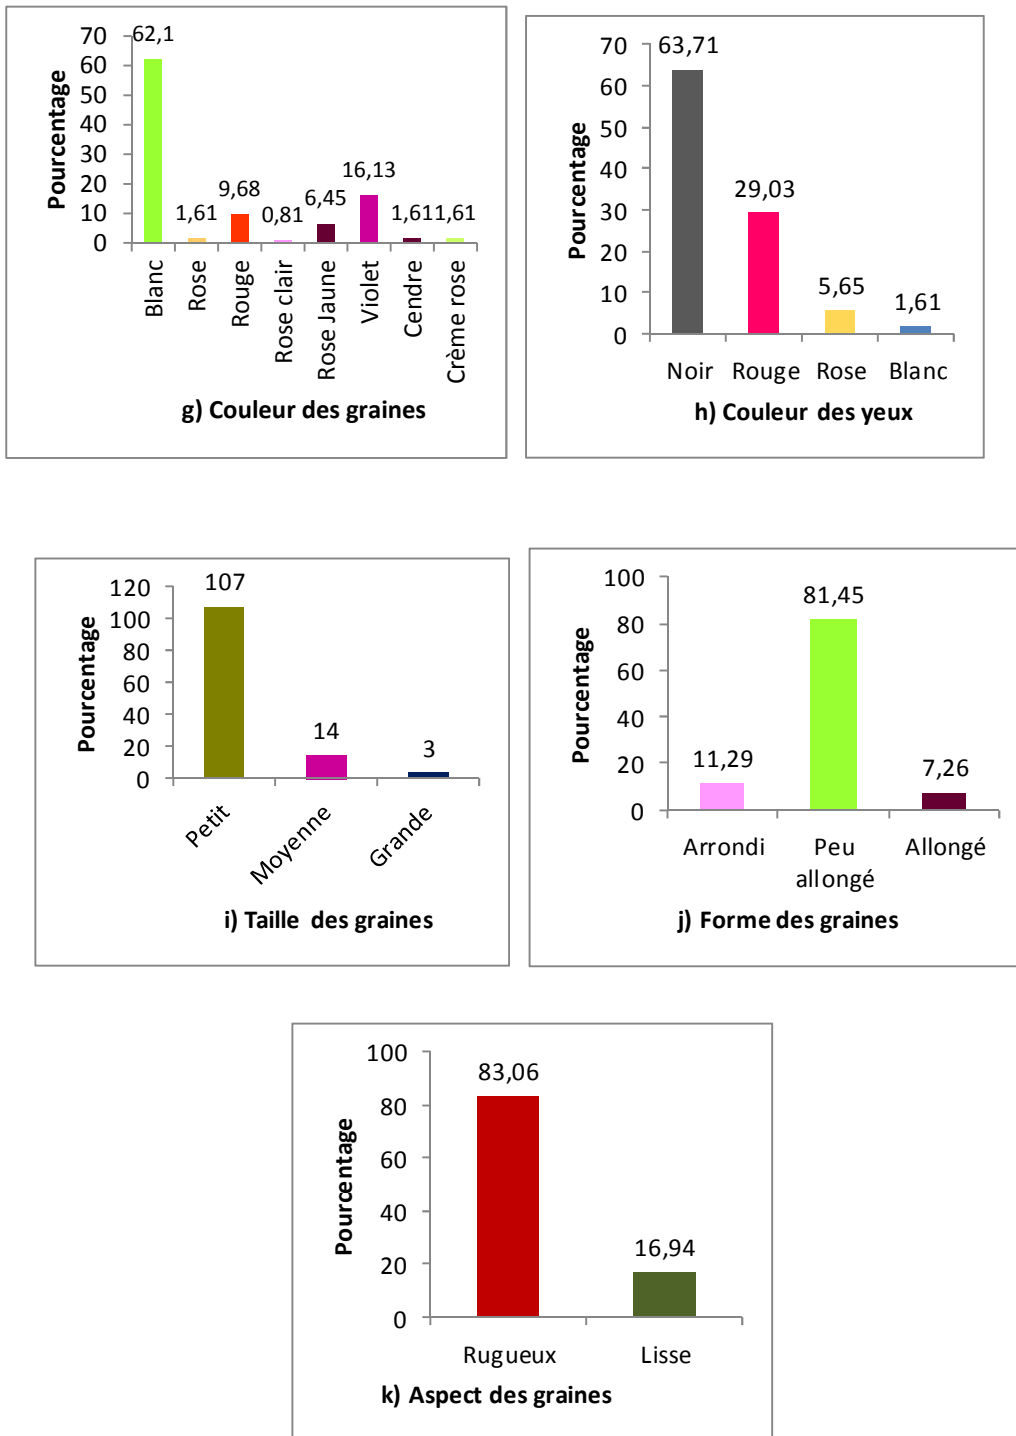 Pourcentage
70
60
50
40
30
20
10
0
62,1
1,61
9,68
0,81
6,45
16,13
1,61
1,61
Blanc
Rose
Rouge
Rose clair
Rose Jaune
Violet
Cendre
Crème rose
g) Couleur des graines
Pourcentage
70
60
50
40
30
20
10
0
63,71
29,03
5,65
1,61
Noir Rouge Rose Blanc
h) Couleur des yeux
Pourcentage
120
100
80
60
40
20
0
107
14
3
Petit
Moyenne
Grande
i) Taille des graines
Pourcentage
100
80
60
40
20
0
11,29
81,45
7,26
Arrondi
Peu
allongé
Allongé
j) Forme des graines
Pourcentage
100
80
60
40
20
0
83,06
16,94
Rugueux Lisse
k) Aspect des graines